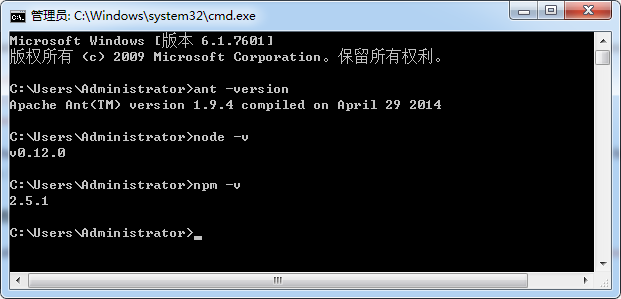 管理员: C:\Windows\system32\cmd.exe
Microsoft Windows [版本 6.1.7601]
版权所有 (c) 2009 Microsoft Corporation。保留所有权利。
C:\Users\Administrator>ant -version
Apache Ant(TM) version 1.9.4 compiled on April 29 2014
C:\Users\Administrator>node -v
v0.12.0
C:\Users\Administrator>npm -v
2.5.1
C:\Users\Administrator>_